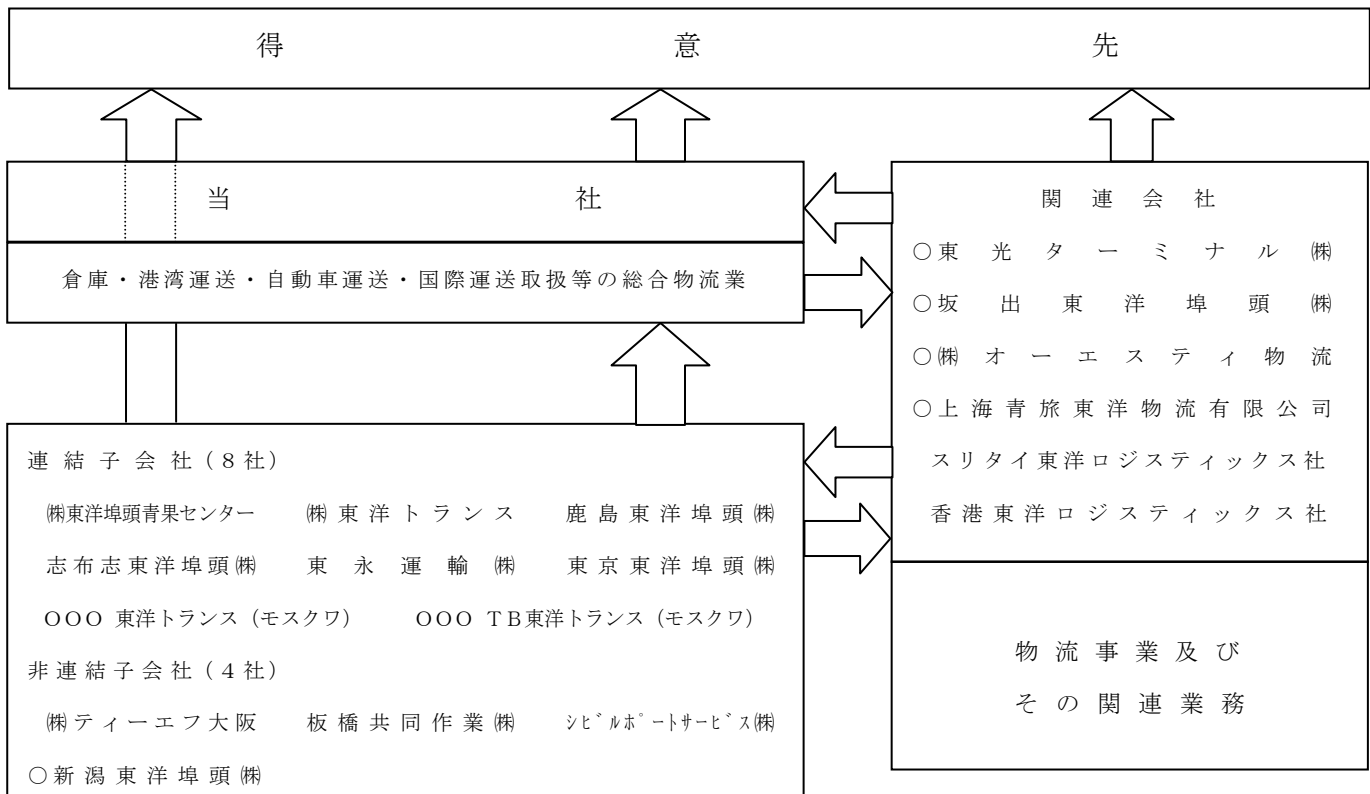 得意先
当社
倉庫・港湾運送・自動車運送・国際運送取扱等の総合物流業
連結子会社(8社)
㈱東洋埠頭青果センター ㈱東洋トランス 鹿島東洋埠頭㈱
志布志東洋埠頭㈱ 東永運輸㈱ 東京東洋埠頭㈱
OOO 東洋トランス(モスクワ) OOO TB東洋トランス(モスクワ)
非連結子会社(4社)
㈱ティーエフ大阪 板橋共同作業㈱ シビルポートサービス㈱
○新潟東洋埠頭㈱
関連会社
○東光ターミナル㈱
○坂出東洋埠頭㈱
○㈱オーエスティ物流
○上海青旅東洋物流有限公司
スリタイ東洋ロジスティックス社
香港東洋ロジスティックス社
物流事業及び
その関連業務